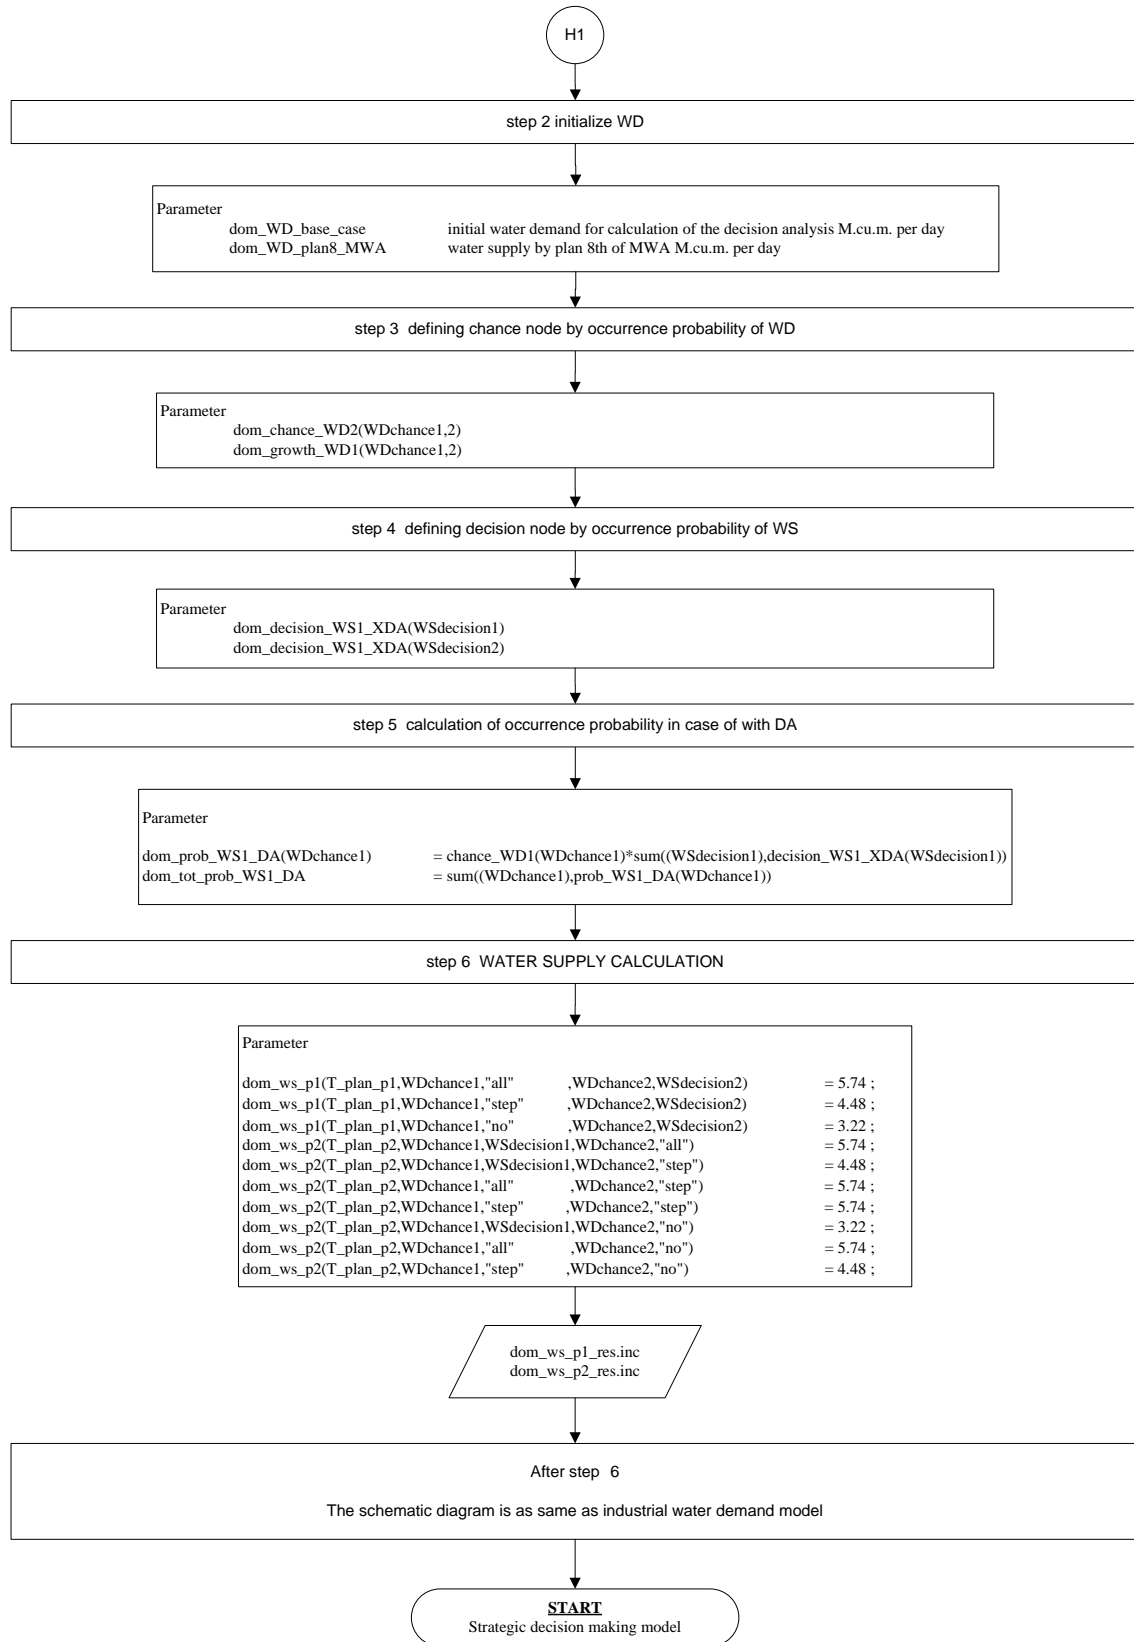 H1
step 2 initialize WD
Parameter
dom_WD_base_case initial water demand for calculation of the decision analysis M.cu.m. per day
dom_WD_plan8_MWA water supply by plan 8th of MWA M.cu.m. per day
step 3 defining chance node by occurrence probability of WD
Parameter
dom_chance_WD2(WDchance1,2)
dom_growth_WD1(WDchance1,2)
step 4 defining decision node by occurrence probability of WS
Parameter
dom_decision_WS1_XDA(WSdecision1)
dom_decision_WS1_XDA(WSdecision2)
step 5 calculation of occurrence probability in case of with DA
Parameter
dom_prob_WS1_DA(WDchance1) = chance_WD1(WDchance1)*sum((WSdecision1),decision_WS1_XDA(WSdecision1))
dom_tot_prob_WS1_DA = sum((WDchance1),prob_WS1_DA(WDchance1))
step 6 WATER SUPPLY CALCULATION
Parameter
dom_ws_p1(T_plan_p1,WDchance1,"all" ,WDchance2,WSdecision2) = 5.74 ;
dom_ws_p1(T_plan_p1,WDchance1,"step" ,WDchance2,WSdecision2) = 4.48 ;
dom_ws_p1(T_plan_p1,WDchance1,"no" ,WDchance2,WSdecision2) = 3.22 ;
dom_ws_p2(T_plan_p2,WDchance1,WSdecision1,WDchance2,"all") = 5.74 ;
dom_ws_p2(T_plan_p2,WDchance1,WSdecision1,WDchance2,"step") = 4.48 ;
dom_ws_p2(T_plan_p2,WDchance1,"all" ,WDchance2,"step") = 5.74 ;
dom_ws_p2(T_plan_p2,WDchance1,"step" ,WDchance2,"step") = 5.74 ;
dom_ws_p2(T_plan_p2,WDchance1,WSdecision1,WDchance2,"no") = 3.22 ;
dom_ws_p2(T_plan_p2,WDchance1,"all" ,WDchance2,"no") = 5.74 ;
dom_ws_p2(T_plan_p2,WDchance1,"step" ,WDchance2,"no") = 4.48 ;
dom_ws_p1_res.inc
dom_ws_p2_res.inc
After step 6
The schematic diagram is as same as industrial water demand model
START
Strategic decision making model